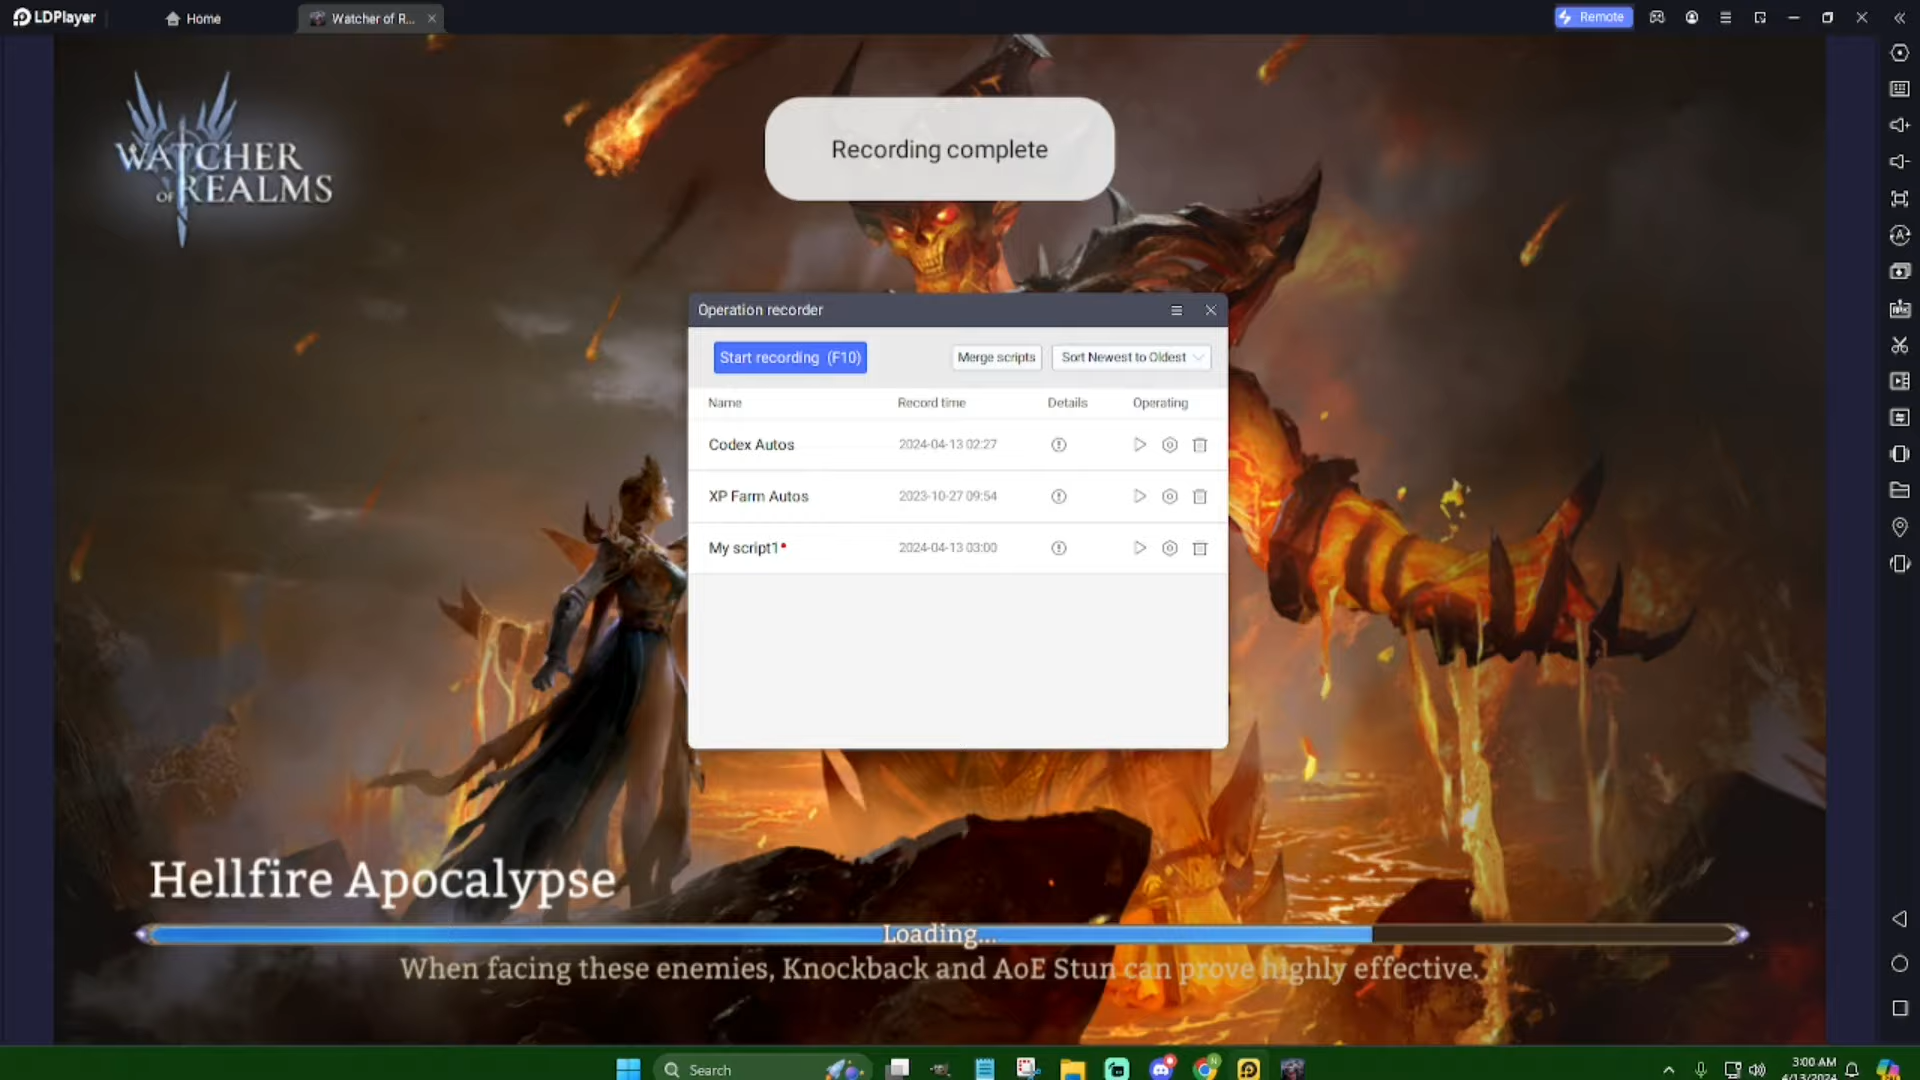 LDPlayer
Home
Watcher of R...
Remote
WATCHER
OF REALMS
Recording complete
Operation recorder
Start recording (F10)
Merge scripts
Sort Newest to Oldest
Name Record time Details Operating
Codex Autos 2024-04-13 02:27
XP Farm Autos 2023-10-27 09:54
My script1 2024-04-13 03:00
Hellfire Apocalypse
Loading...
When facing these enemies, Knockback and AoE Stun can prove highly effective.
Search
3:00 AM
4/13/2024